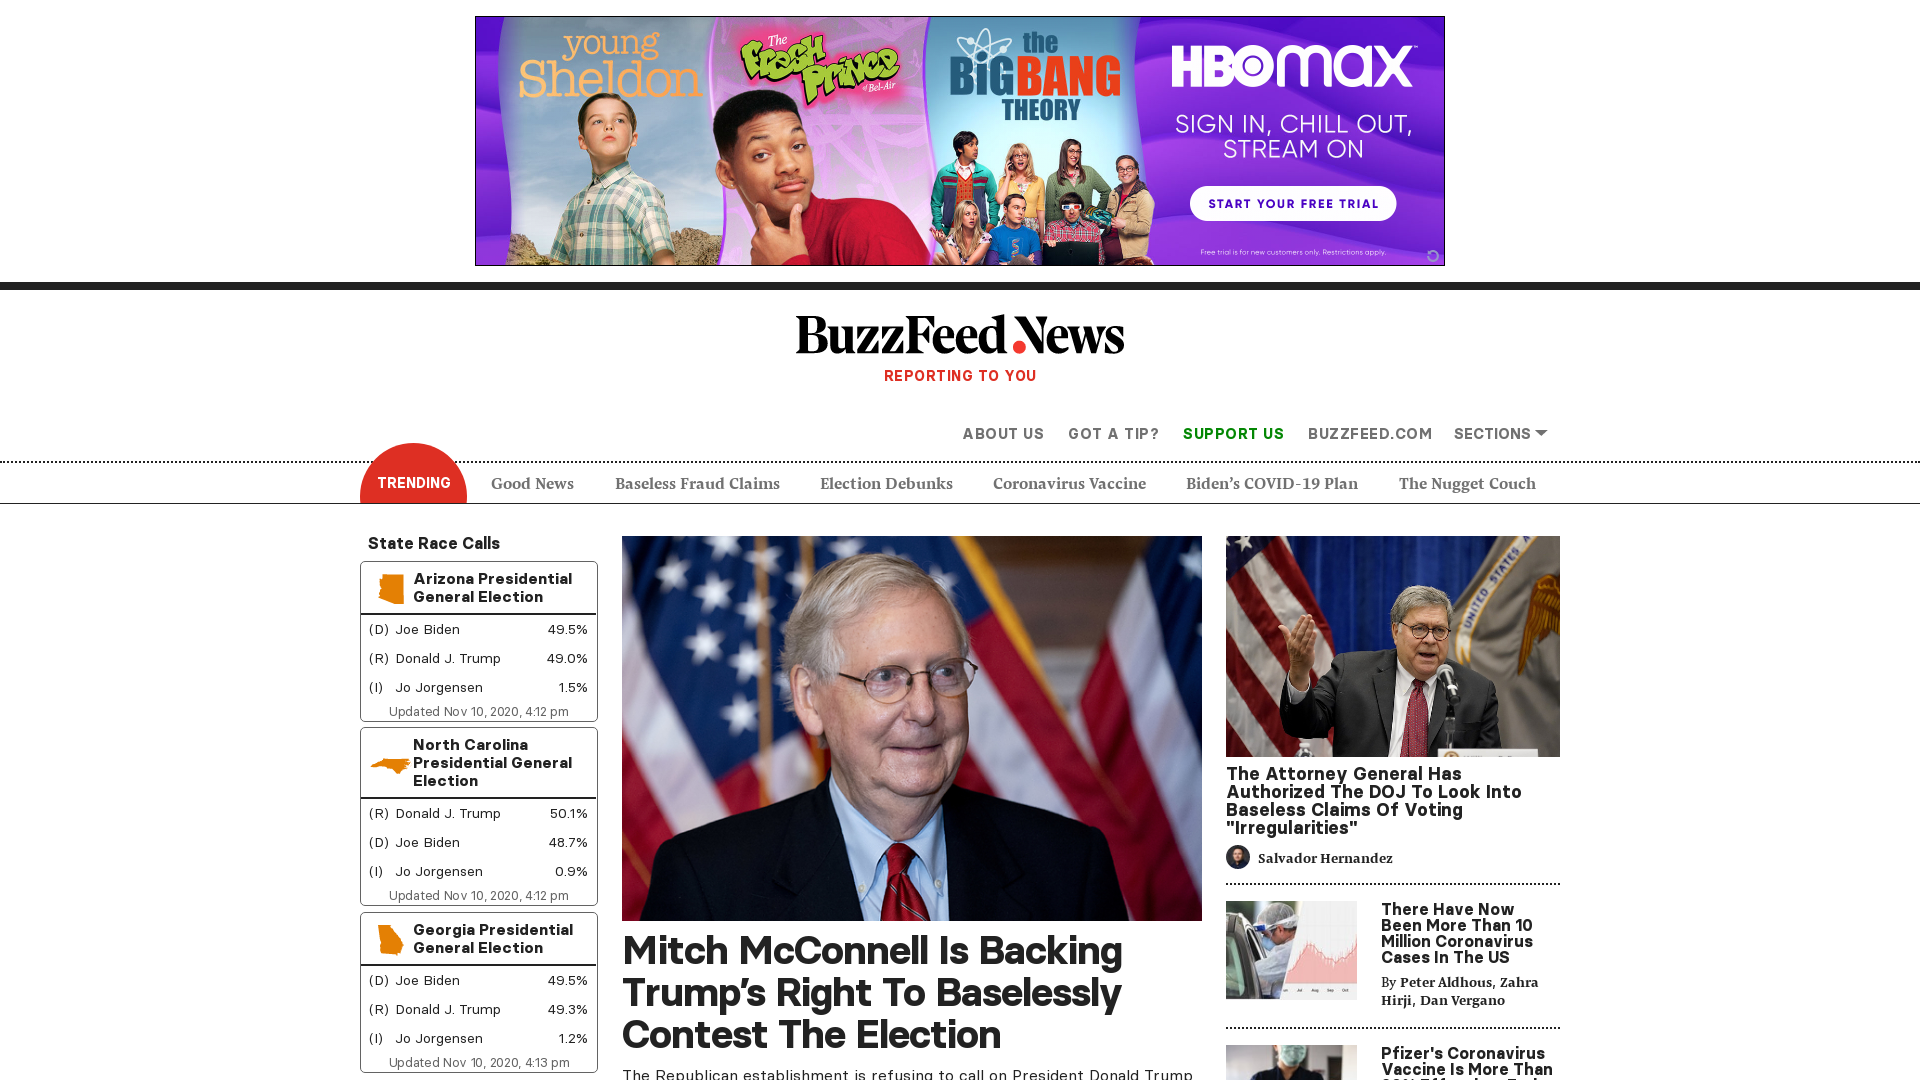 young
Sheldon
The
Fresh
Prince
of Bel-Air
the
BIGBANG
THEORY
HBOmax
SIGN IN, CHILL OUT,
STREAM ON
START YOUR FREE TRIAL
Free trial is for new customers only. Restrictions apply.
BuzzFeed News
REPORTING TO YOU
ABOUT US GOT A TIP? SUPPORT US BUZZFEED.COM SECTIONS
TRENDING Good News Baseless Fraud Claims Election Debunks Coronavirus Vaccine Biden’s COVID-19 Plan The Nugget Couch
State Race Calls
Arizona Presidential
General Election
(D) Joe Biden 49.5%
(R) Donald J. Trump 49.0%
(I) Jo Jorgensen 1.5%
Updated Nov 10, 2020, 4:12 pm
North Carolina
Presidential General
Election
(R) Donald J. Trump 50.1%
(D) Joe Biden 48.7%
(I) Jo Jorgensen 0.9%
Updated Nov 10, 2020, 4:12 pm
Georgia Presidential
General Election
(D) Joe Biden 49.5%
(R) Donald J. Trump 49.3%
(I) Jo Jorgensen 1.2%
Updated Nov 10, 2020, 4:13 pm
Mitch McConnell Is Backing
Trump’s Right To Baselessly
Contest The Election
The Republican establishment is refusing to call on President Donald Trump
UNITED STATES
The Attorney General Has
Authorized The DOJ To Look Into
Baseless Claims Of Voting
"Irregularities"
Salvador Hernandez
Jul Aug Sep Oct
There Have Now
Been More Than 10
Million Coronavirus
Cases In The US
By Peter Aldhous, Zahra
Hirji, Dan Vergano
Pfizer's Coronavirus
Vaccine Is More Than